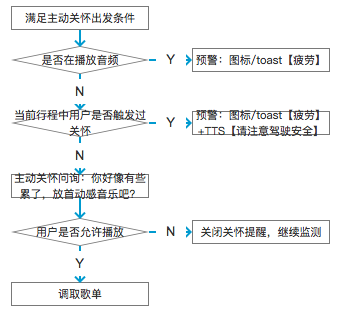 满足主动关怀出发条件
是否在播放音频
Y
预警：图标/toast【疲劳】
N
当前行程中用户是否触发过
关怀
Y
预警：图标/toast【疲劳】
+TTS【请注意驾驶安全】
N
主动关怀问询：你好像有些
累了，放首动感音乐吧?
用户是否允许播放
N
关闭关怀提醒，继续监测
Y
调取歌单